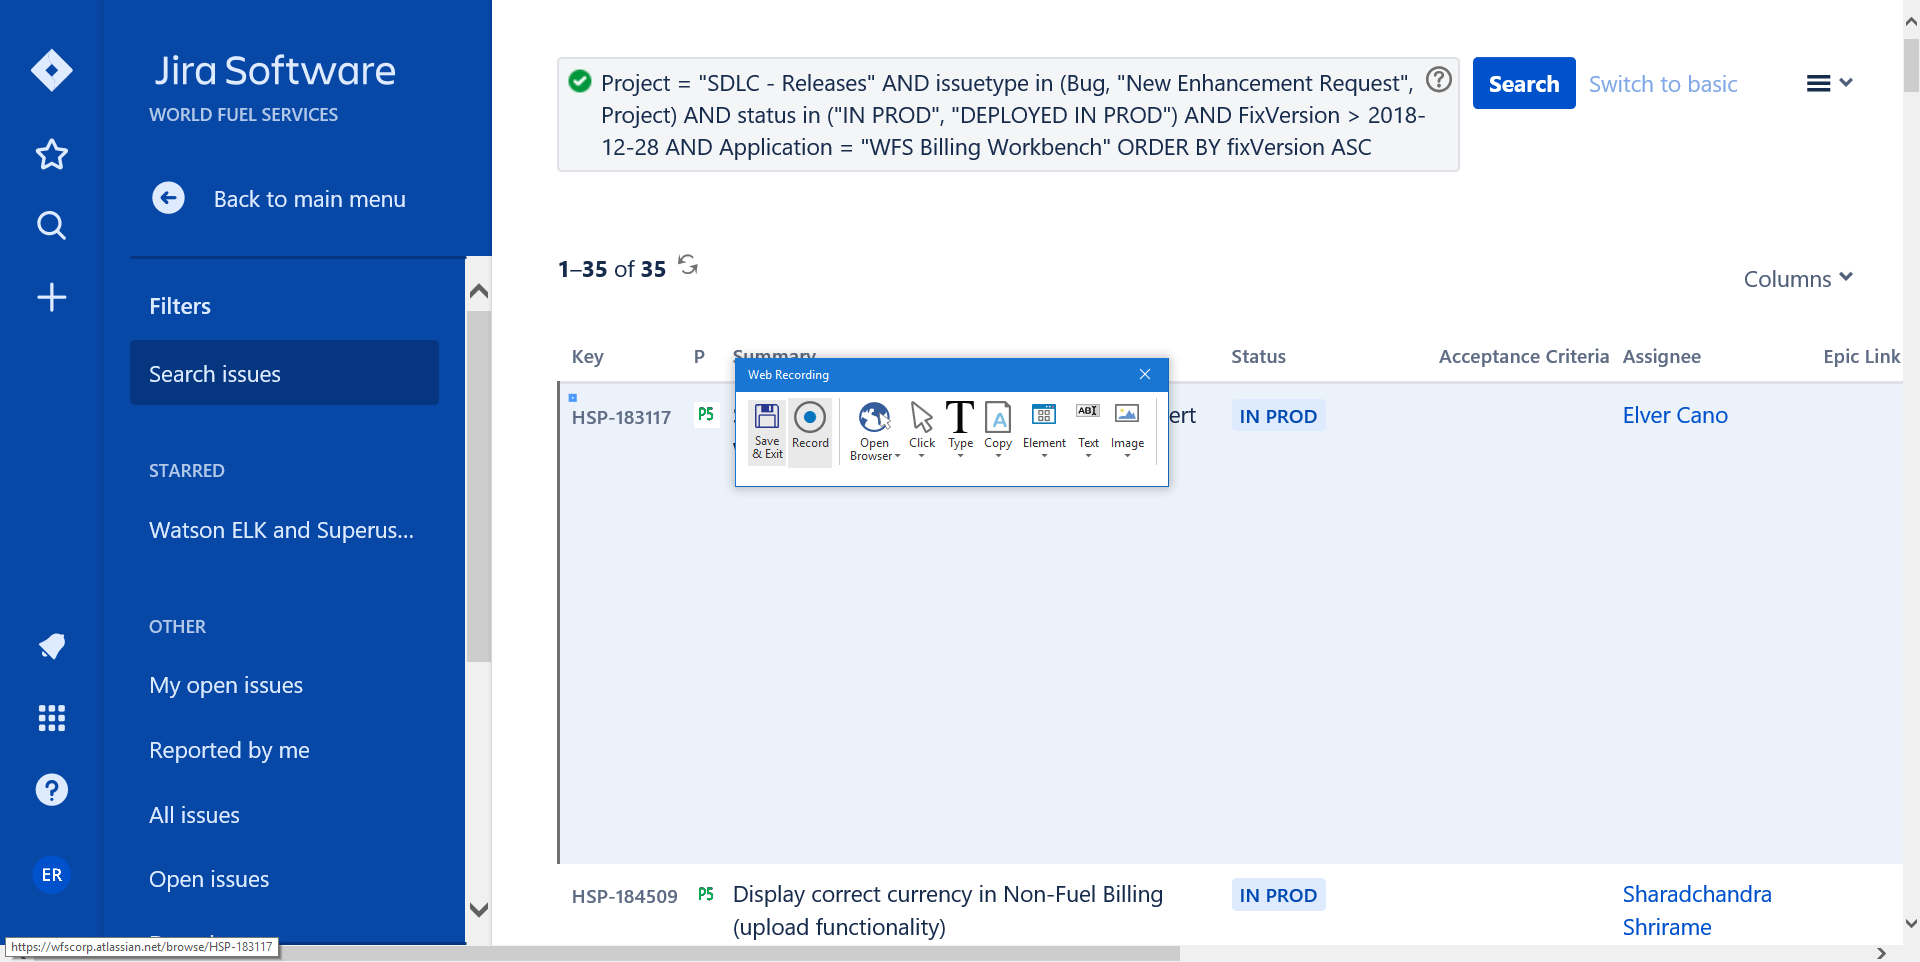 Jira Software
WORLD FUEL SERVICES
Back to main menu
Filters
Search issues
STARRED
Watson ELK and Superus...
OTHER
My open issues
Reported by me
All issues
Open issues
ER
https://wfscorp.atlassian.net/browse/HSP-183117
Project = "SDLC - Releases" AND issuetype in (Bug, "New Enhancement Request",
Project) AND status in ("IN PROD", "DEPLOYED IN PROD") AND FixVersion > 2018-
12-28 AND Application = "WFS Billing Workbench" ORDER BY fixVersion ASC
Search
Switch to basic
1–35 of 35
Columns
Key P Summary Status Acceptance Criteria Assignee Epic Link
Web Recording
Save
& Exit
Record
Open
Browser
Click
Type
Copy
Element
Text
Image
HSP-183117 P5 ert IN PROD Elver Cano
HSP-184509 P5 Display correct currency in Non-Fuel Billing IN PROD Sharadchandra
(upload functionality) Shrirame